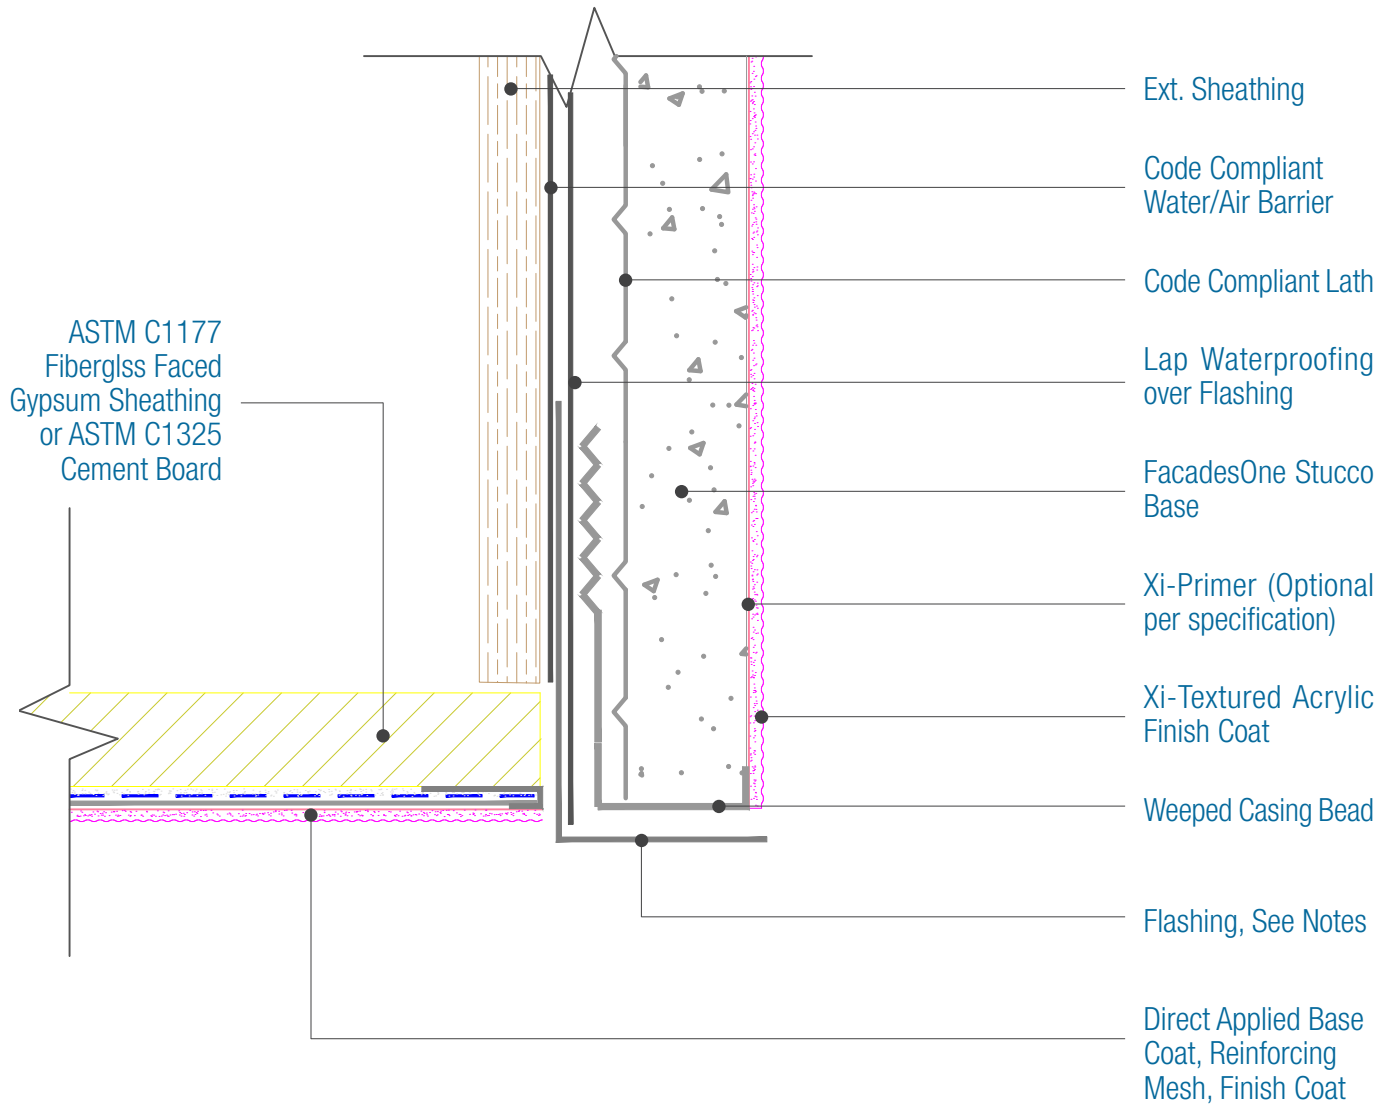 Ext. Sheathing
Code Compliant
Water/Air Barrier
Code Compliant Lath
ASTM C1177
Fiberglss Faced
Gypsum Sheathing
or ASTM C1325
Cement Board
Lap Waterproofing
over Flashing
FacadesOne Stucco
Base
Xi-Primer (Optional
per specification)
Xi-Textured Acrylic
Finish Coat
Weeped Casing Bead
Flashing, See Notes
Direct Applied Base
Coat, Reinforcing
Mesh, Finish Coat